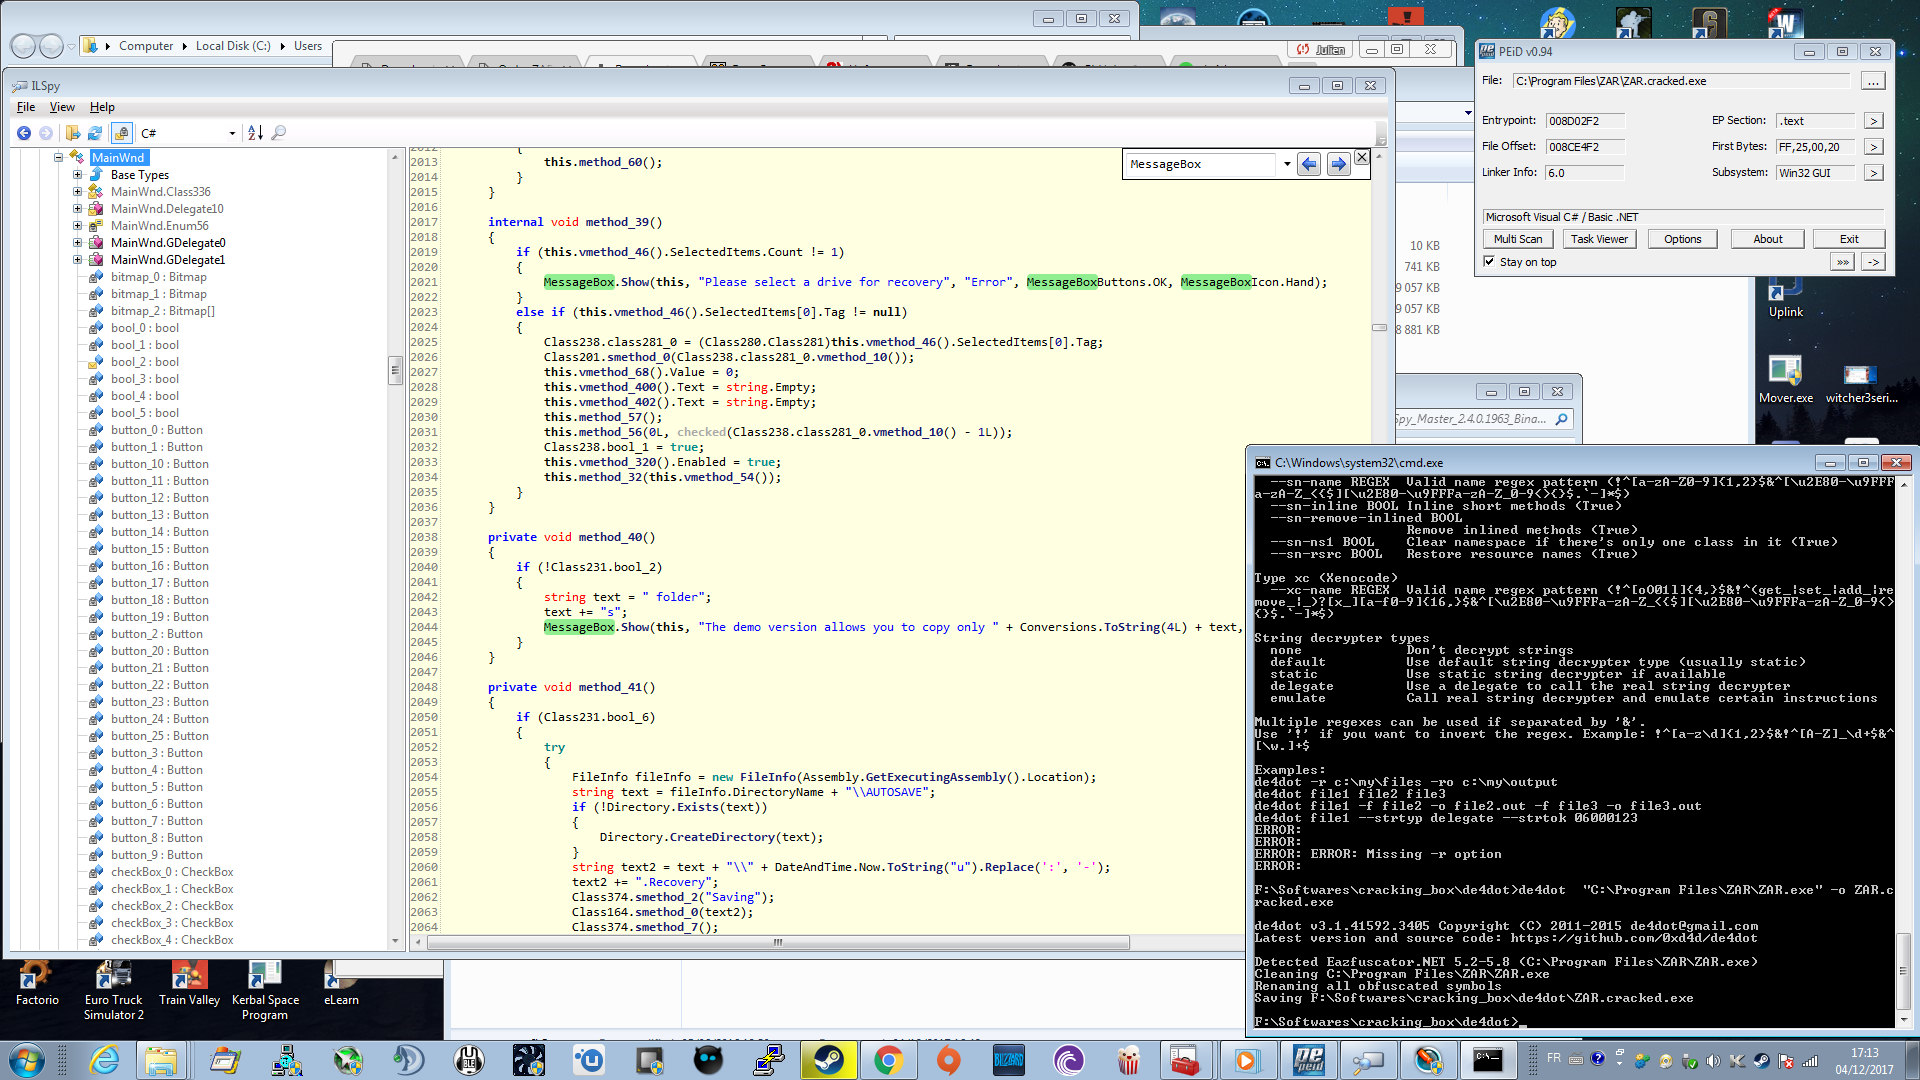 Computer
Local Disk (C:)
Users
Julien
ILSpy
File View Help
C#
MainWnd
Base Types
MainWnd.Class336
MainWnd.Delegate10
MainWnd.Enum56
MainWnd.GDelegate0
MainWnd.GDelegate1
bitmap_0 : Bitmap
bitmap_1 : Bitmap
bitmap_2 : Bitmap[]
bool_0 : bool
bool_1 : bool
bool_2 : bool
bool_3 : bool
bool_4 : bool
bool_5 : bool
button_0 : Button
button_1 : Button
button_10 : Button
button_11 : Button
button_12 : Button
button_13 : Button
button_14 : Button
button_15 : Button
button_16 : Button
button_17 : Button
button_18 : Button
button_19 : Button
button_2 : Button
button_20 : Button
button_21 : Button
button_22 : Button
button_23 : Button
button_24 : Button
button_25 : Button
button_3 : Button
button_4 : Button
button_5 : Button
button_6 : Button
button_7 : Button
button_8 : Button
button_9 : Button
checkBox_0 : CheckBox
checkBox_1 : CheckBox
checkBox_2 : CheckBox
checkBox_3 : CheckBox
checkBox_4 : CheckBox
MessageBox
2012 {
2013 this.method_60();
2014 }
2015 }
2016
2017 internal void method_39()
2018 {
2019 if (this.vmethod_46().SelectedItems.Count != 1)
2020 {
2021 MessageBox.Show(this, "Please select a drive for recovery", "Error", MessageBoxButtons.OK, MessageBoxIcon.Hand);
2022 }
2023 else if (this.vmethod_46().SelectedItems[0].Tag != null)
2024 {
2025 Class238.class281_0 = (Class280.Class281)this.vmethod_46().SelectedItems[0].Tag;
2026 Class201.smethod_0(Class238.class281_0.vmethod_10());
2027 this.vmethod_68().Value = 0;
2028 this.vmethod_400().Text = string.Empty;
2029 this.vmethod_402().Text = string.Empty;
2030 this.method_57();
2031 this.method_56(0L, checked(Class238.class281_0.vmethod_10() - 1L));
2032 Class238.bool_1 = true;
2033 this.vmethod_320().Enabled = true;
2034 this.method_32(this.vmethod_54());
2035 }
2036 }
2037
2038 private void method_40()
2039 {
2040 if (!Class231.bool_2)
2041 {
2042 string text = " folder";
2043 text += "s";
2044 MessageBox.Show(this, "The demo version allows you to copy only " + Conversions.ToString(4L) + text,
2045 }
2046 }
2047
2048 private void method_41()
2049 {
2050 if (Class231.bool_6)
2051 {
2052 try
2053 {
2054 FileInfo fileInfo = new FileInfo(Assembly.GetExecutingAssembly().Location);
2055 string text = fileInfo.DirectoryName + "\\AUTOSAVE";
2056 if (!Directory.Exists(text))
2057 {
2058 Directory.CreateDirectory(text);
2059 }
2060 string text2 = text + "\\" + DateAndTime.Now.ToString("u").Replace(':', '-');
2061 text2 += ".Recovery";
2062 Class374.smethod_2("Saving");
2063 Class164.smethod_0(text2);
2064 Class374.smethod_7();
PEiD v0.94
File: C:\Program Files\ZAR\ZAR.cracked.exe ...
Entrypoint: 008D02F2 EP Section: .text >
File Offset: 008CE4F2 First Bytes: FF,25,00,20 >
Linker Info: 6.0 Subsystem: Win32 GUI >
Microsoft Visual C# / Basic .NET
Multi Scan Task Viewer Options About Exit
Stay on top »» ->
10 KB
741 KB
9 057 KB
9 057 KB
8 881 KB
Spy_Master_2.4.0.1963_Bina...
Uplink
Mover.exe
witcher3seri...
C:\Windows\system32\cmd.exe
--sn-name REGEX Valid name regex pattern (!^[a-zA-Z0-9]{1,2}$&^[\u2E80-\u9FFF
a-zA-Z_<{$][\u2E80-\u9FFFa-zA-Z_0-9<>{}$.`-]*$)
--sn-inline BOOL Inline short methods (True)
--sn-remove-inlined BOOL
Remove inlined methods (True)
--sn-ns1 BOOL Clear namespace if there's only one class in it (True)
--sn-rsrc BOOL Restore resource names (True)
Type xc (Xenocode)
--xc-name REGEX Valid name regex pattern (!^[oO01l]{4,}$&!^(get_|set_|add_|re
move_|_)?[x_][a-f0-9]{16,}$&^[\u2E80-\u9FFFa-zA-Z_<{$][\u2E80-\u9FFFa-zA-Z_0-9<>
{}$.`-]*$)
String decrypter types
none Don't decrypt strings
default Use default string decrypter type (usually static)
static Use static string decrypter if available
delegate Use a delegate to call the real string decrypter
emulate Call real string decrypter and emulate certain instructions
Multiple regexes can be used if separated by '&'.
Use '!' if you want to invert the regex. Example: !^[a-z\d]{1,2}$&!^[A-Z]_\d+$&^
[\w.]+$
Examples:
de4dot -r c:\my\files -ro c:\my\output
de4dot file1 file2 file3
de4dot file1 -f file2 -o file2.out -f file3 -o file3.out
de4dot file1 --strtyp delegate --strtok 06000123
ERROR:
ERROR:
ERROR: ERROR: Missing -r option
ERROR:
F:\Softwares\cracking_box\de4dot>de4dot "C:\Program Files\ZAR\ZAR.exe" -o ZAR.c
racked.exe
de4dot v3.1.41592.3405 Copyright (C) 2011-2015 de4dot@gmail.com
Latest version and source code: https://github.com/0xd4d/de4dot
Detected Eazfuscator.NET 5.2-5.8 (C:\Program Files\ZAR\ZAR.exe)
Cleaning C:\Program Files\ZAR\ZAR.exe
Renaming all obfuscated symbols
Saving F:\Softwares\cracking_box\de4dot\ZAR.cracked.exe
F:\Softwares\cracking_box\de4dot>_
Factorio
Euro Truck Simulator 2
Train Valley
Kerbal Space Program
eLearn
FR
17:13
04/12/2017